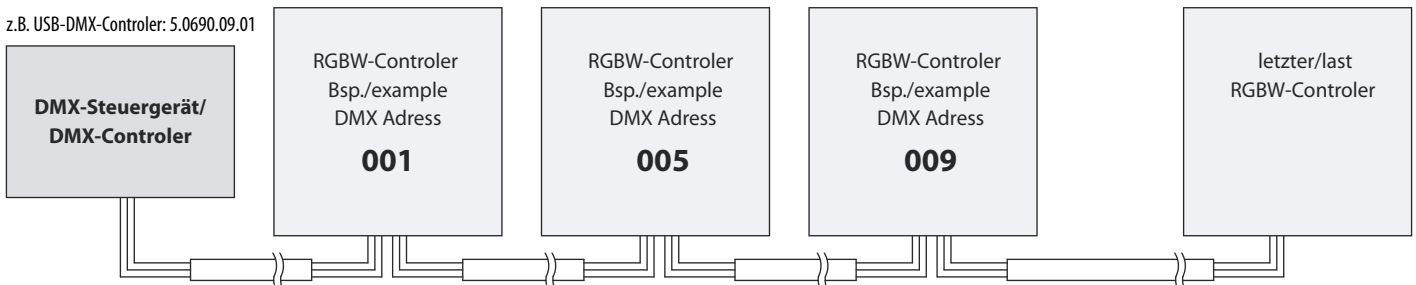 z.B. USB-DMX-Controler: 5.0690.09.01
DMX-Steuergerät/
DMX-Controler
RGBW-Controler
Bsp./example
DMX Adress
001
RGBW-Controler
Bsp./example
DMX Adress
005
RGBW-Controler
Bsp./example
DMX Adress
009
letzter/last
RGBW-Controler